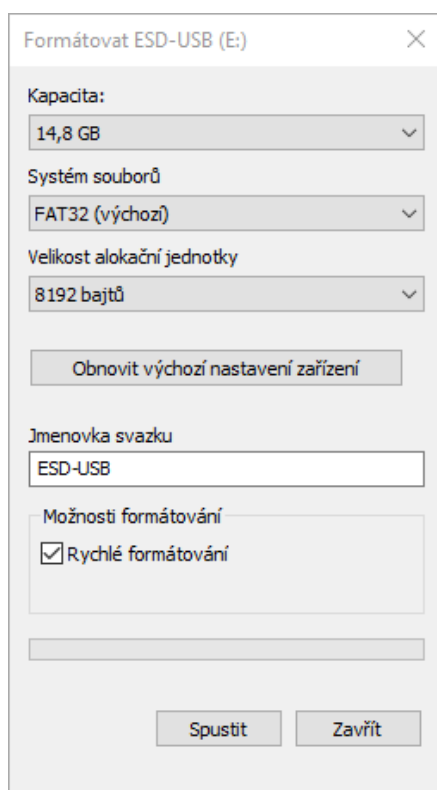 Formátovat ESD-USB (E:)
Kapacita:
14,8 GB
Systém souborů
FAT32 (výchozí)
Velikost alokační jednotky
8192 bajtů
Obnovit výchozí nastavení zařízení
Jmenovka svazku
ESD-USB
Možnosti formátování
Rychlé formátování
Spustit
Zavřít